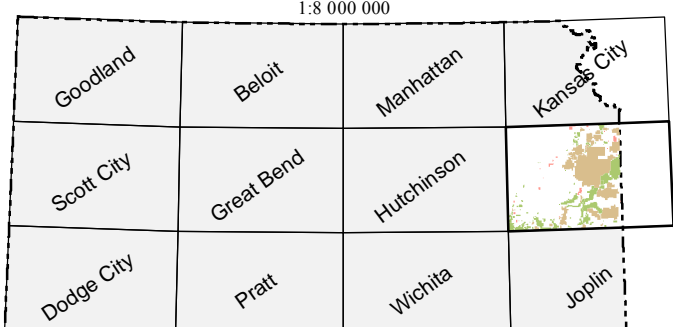 1:8 000 000
Goodland
Beloit
Manhattan
Kansas City
Scott City
Great Bend
Hutchinson
Dodge City
Pratt
Wichita
Joplin